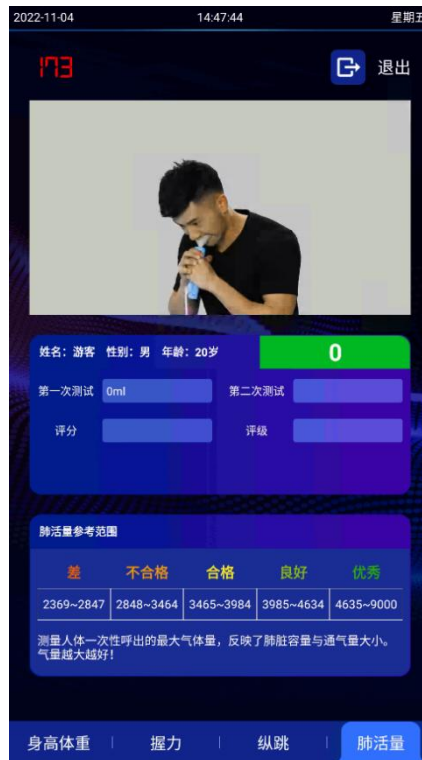 2022-11-04 14:47:44 星期五
173 退出
姓名：游客 性别：男 年龄：20岁 0
第一次测试 0ml 第二次测试
评分 评级
肺活量参考范围
差 不合格 合格 良好 优秀
2369~2847 2848~3464 3465~3984 3985~4634 4635~9000
测量人体一次性呼出的最大气体量，反映了肺脏容量与通气量大小。
气量越大越好！
身高体重 握力 纵跳 肺活量